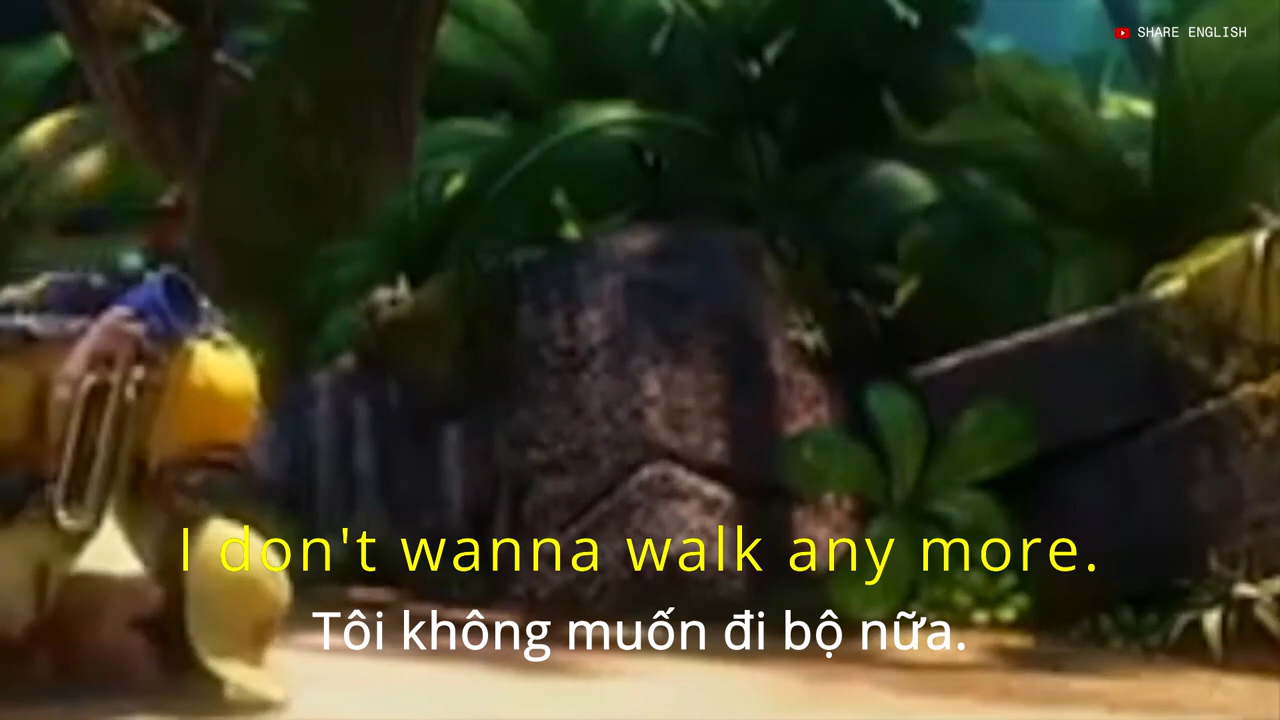 SHARE ENGLISH
I don't wanna walk any more.
Tôi không muốn đi bộ nữa.